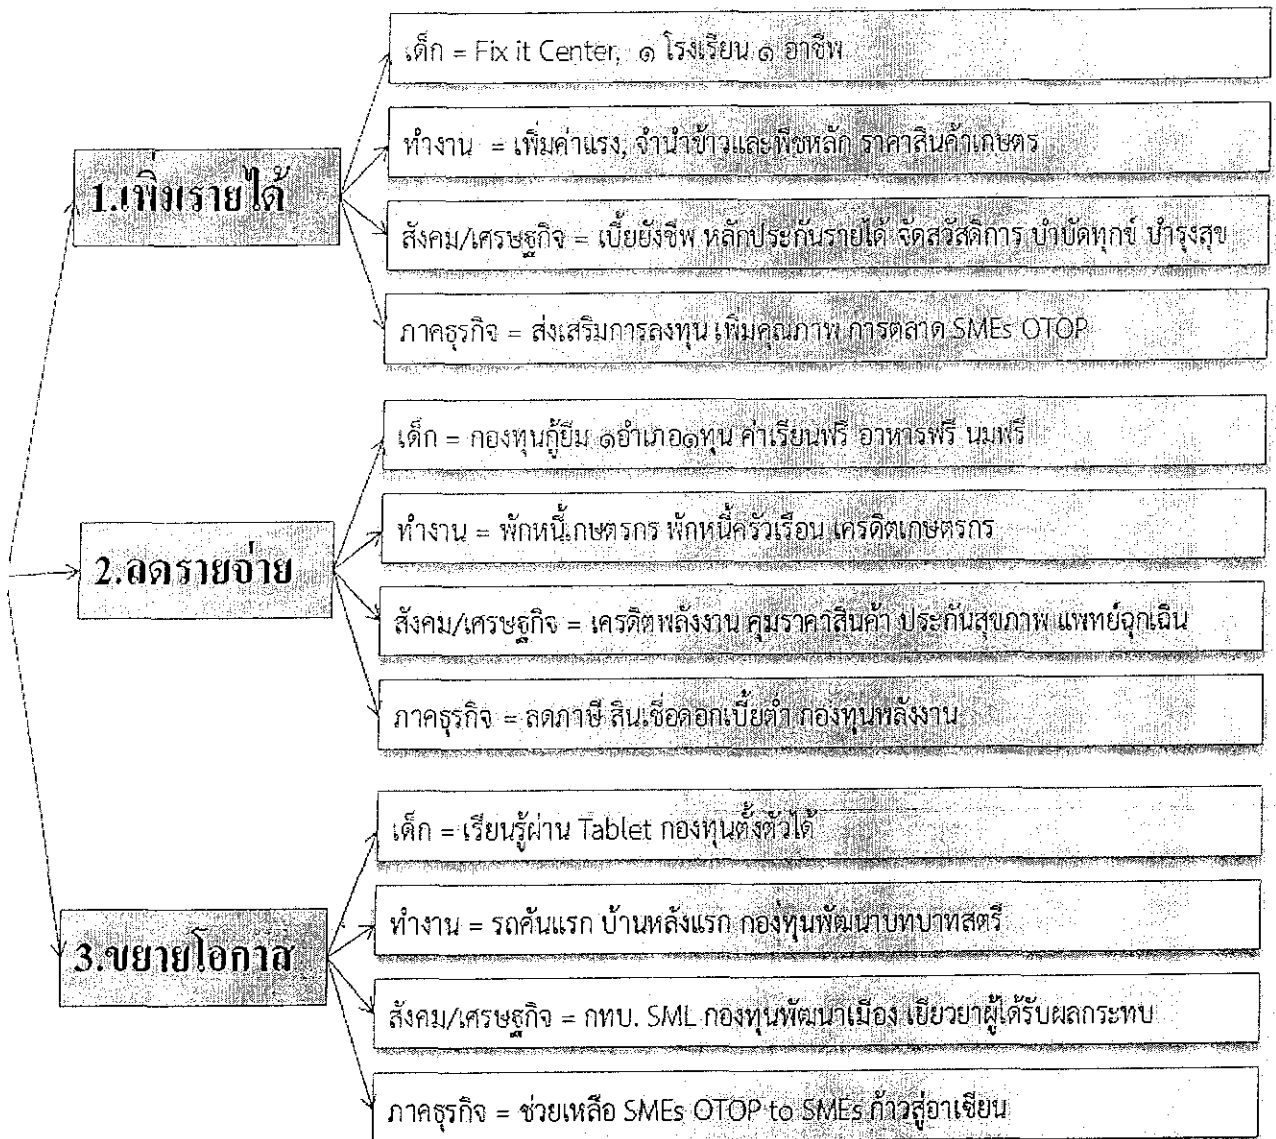 1.เพิ่มรายได้
เด็ก = Fix it Center, ๑ โรงเรียน ๑ อาชีพ
ทำงาน = เพิ่มค่าแรง, จำนำข้าวและพืชหลัก ราคาสินค้าเกษตร
สังคม/เศรษฐกิจ = เบี้ยยังชีพ หลักประกันรายได้ จัดสวัสดิการ บำบัดทุกข์ บำรุงสุข
ภาคธุรกิจ = ส่งเสริมการลงทุน เพิ่มคุณภาพ การตลาด SMEs OTOP
2.ลดรายจ่าย
เด็ก = กองทุนกู้ยืม ๑อำเภอ๑ทุน ค่าเรียนฟรี อาหารฟรี นมฟรี
ทำงาน = พักหนี้เกษตรกร พักหนี้ครัวเรือน เครดิตเกษตรกร
สังคม/เศรษฐกิจ = เครดิตพลังงาน คุมราคาสินค้า ประกันสุขภาพ แพทย์ฉุกเฉิน
ภาคธุรกิจ = ลดภาษี สินเชื่อดอกเบี้ยต่ำ กองทุนพลังงาน
3.ขยายโอกาส
เด็ก = เรียนรู้ผ่าน Tablet กองทุนตั้งตัวได้
ทำงาน = รถคันแรก บ้านหลังแรก กองทุนพัฒนาบทบาทสตรี
สังคม/เศรษฐกิจ = กทบ. SML กองทุนพัฒนาเมือง เยียวยาผู้ได้รับผลกระทบ
ภาคธุรกิจ = ช่วยเหลือ SMEs OTOP to SMEs ก้าวสู่อาเซียน